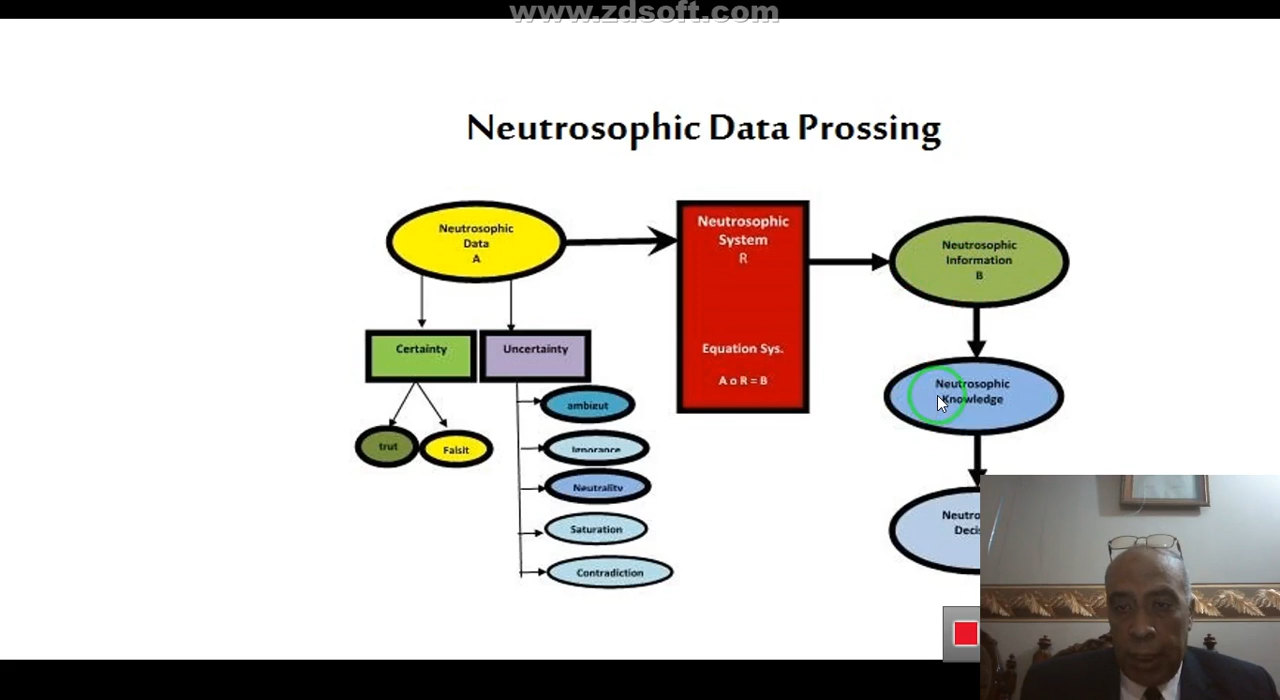 www.zdsoft.com
Neutrosophic Data Prossing
Neutrosophic
Data
A
Neutrosophic
System
R
Equation Sys.
A o R = B
Neutrosophic
Information
B
Certainty
Uncertainty
trut
Falsit
ambigut
Ignorance
Neutrality
Saturation
Contradiction
Neutrosophic
Knowledge
Neutro
Decis